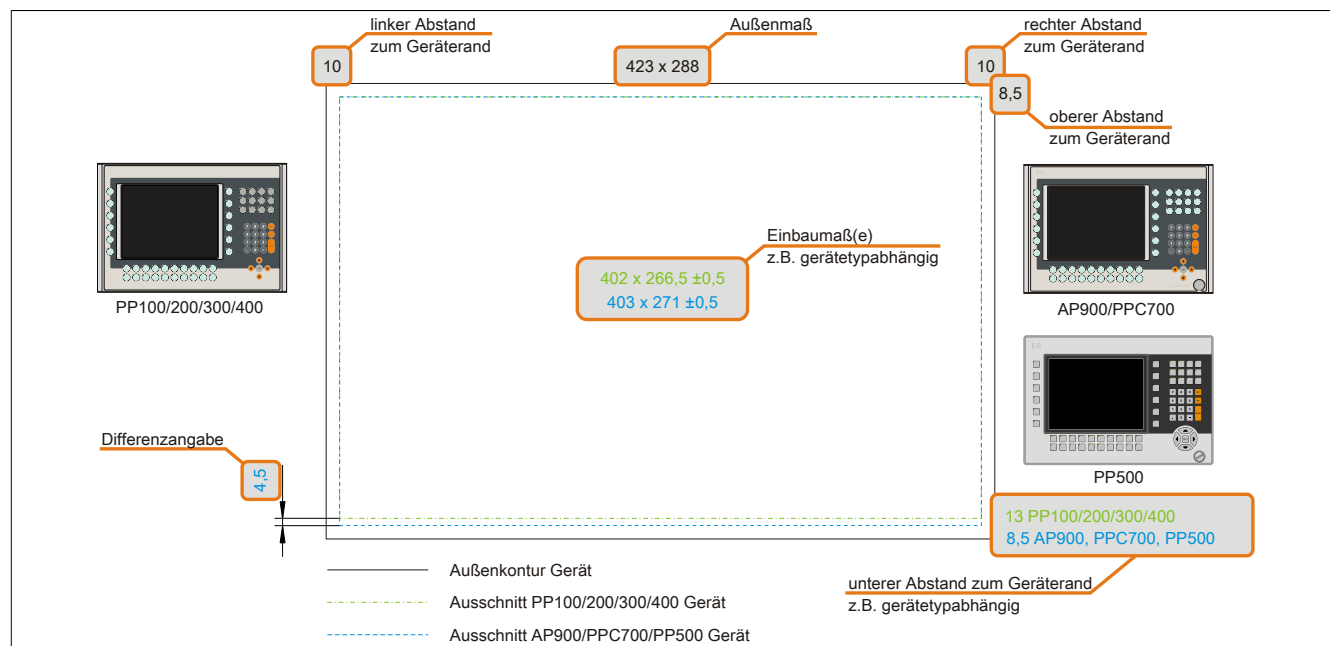 linker Abstand
zum Geräterand
Außenmaß
rechter Abstand
zum Geräterand
10
423 x 288
10
8,5
oberer Abstand
zum Geräterand
PP100/200/300/400
Einbaumaß(e)
z.B. gerätetypabhängig
402 x 266,5 ±0,5
403 x 271 ±0,5
AP900/PPC700
Differenzangabe
4,5
PP500
13 PP100/200/300/400
8,5 AP900, PPC700, PP500
unterer Abstand zum Geräterand
z.B. gerätetypabhängig
Außenkontur Gerät
Ausschnitt PP100/200/300/400 Gerät
Ausschnitt AP900/PPC700/PP500 Gerät